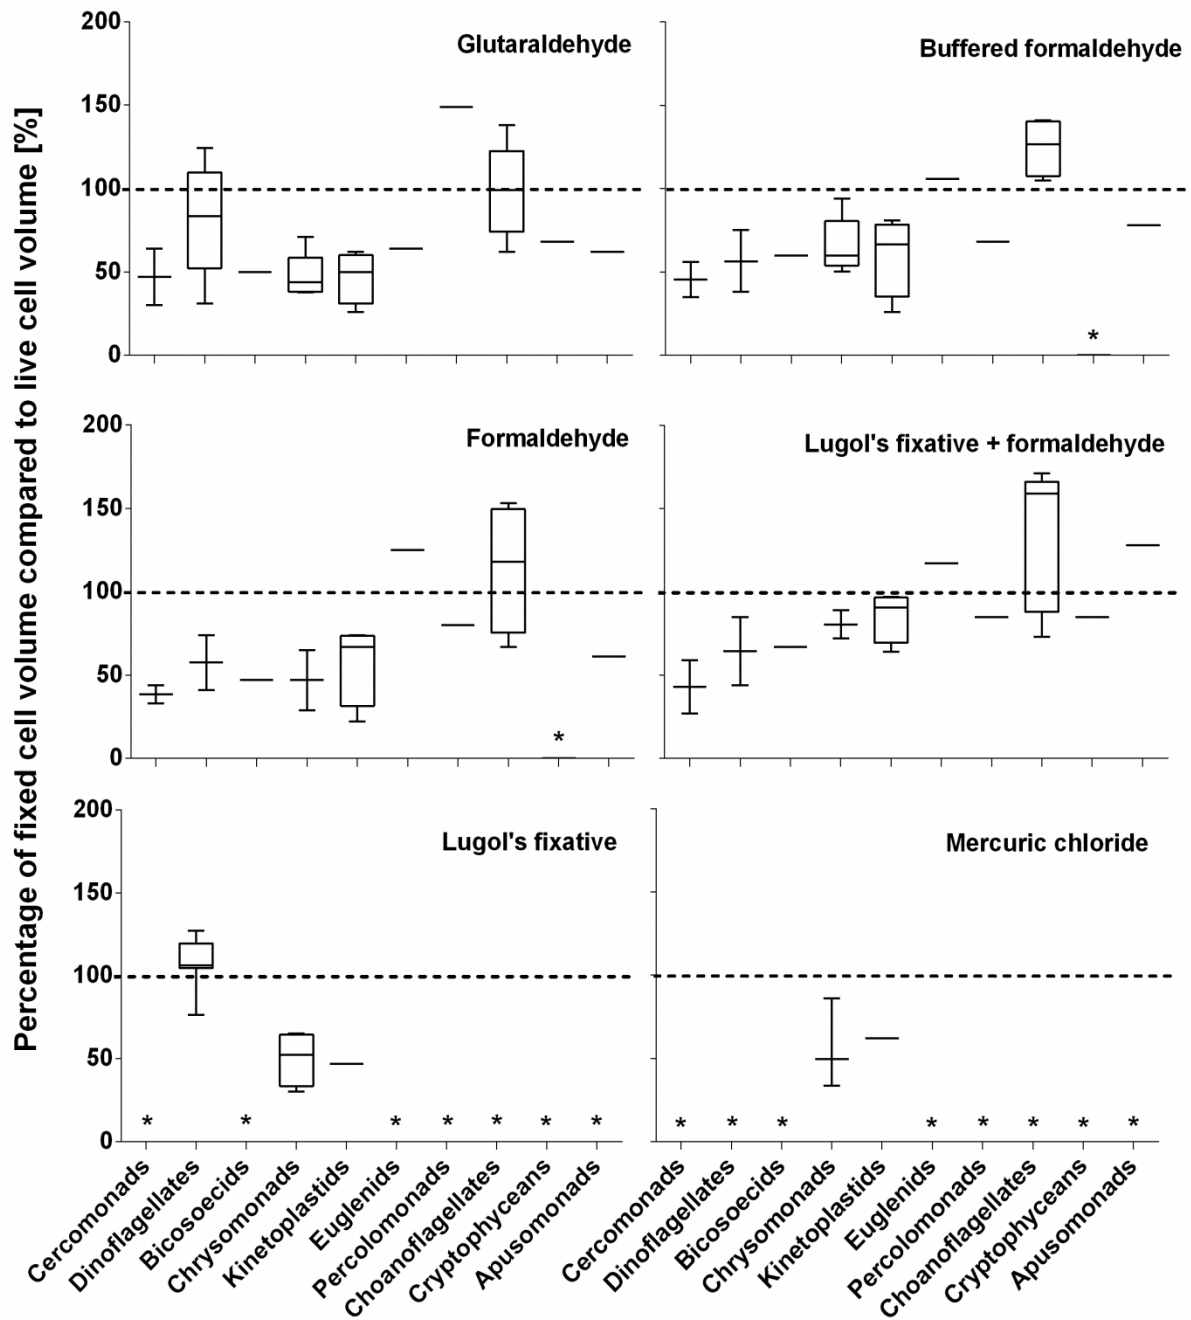 Percentage of fixed cell volume compared to live cell volume [%]
200
150
100
50
0
Glutaraldehyde
Buffered formaldehyde
*
200
150
100
50
0
Formaldehyde
*
Lugol's fixative + formaldehyde
200
150
100
50
0
Lugol's fixative
* * * * * * *
Mercuric chloride
* * * * * * * *
Cercomonads
Dinoflagellates
Bicosoecids
Chrysomonads
Kinetoplastids
Euglenids
Percolomonads
Choanoflagellates
Cryptophyceans
Apusomonads
Cercomonads
Dinoflagellates
Bicosoecids
Chrysomonads
Kinetoplastids
Euglenids
Percolomonads
Choanoflagellates
Cryptophyceans
Apusomonads